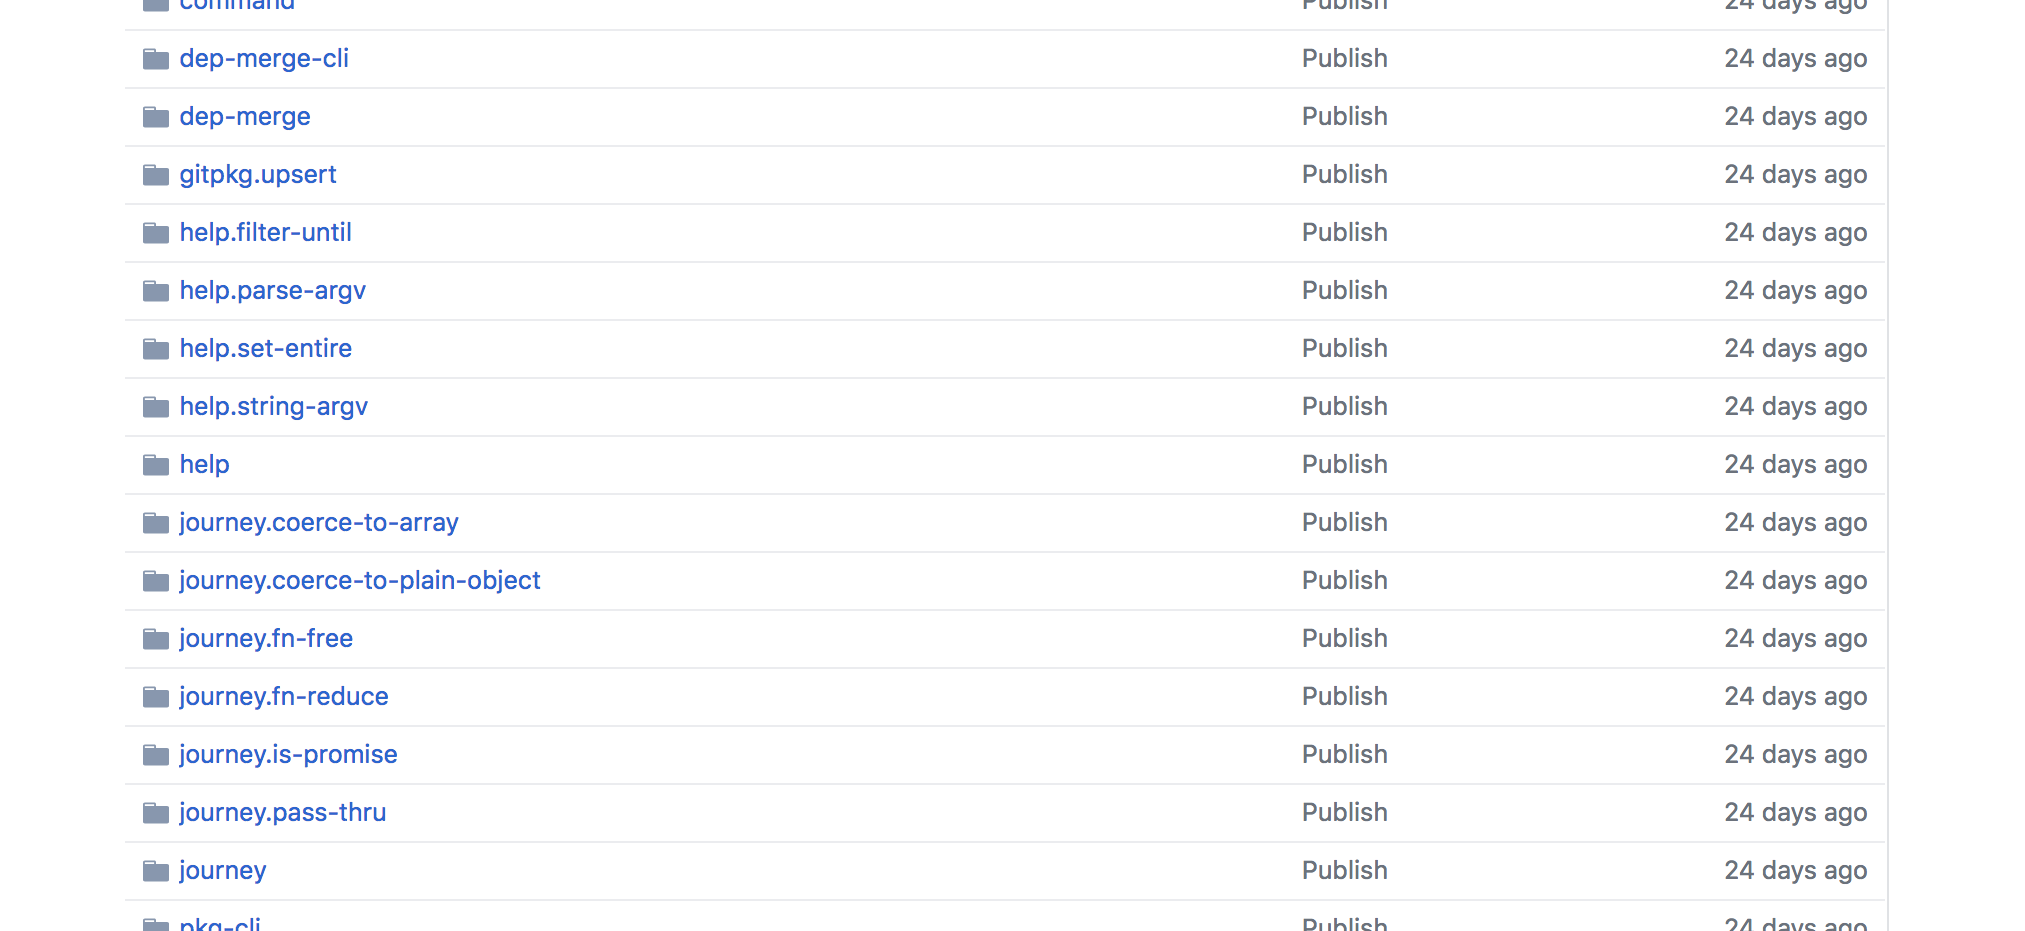 command Publish 24 days ago
dep-merge-cli Publish 24 days ago
dep-merge Publish 24 days ago
gitpkg.upsert Publish 24 days ago
help.filter-until Publish 24 days ago
help.parse-argv Publish 24 days ago
help.set-entire Publish 24 days ago
help.string-argv Publish 24 days ago
help Publish 24 days ago
journey.coerce-to-array Publish 24 days ago
journey.coerce-to-plain-object Publish 24 days ago
journey.fn-free Publish 24 days ago
journey.fn-reduce Publish 24 days ago
journey.is-promise Publish 24 days ago
journey.pass-thru Publish 24 days ago
journey Publish 24 days ago
pkg-cli Publish 24 days ago